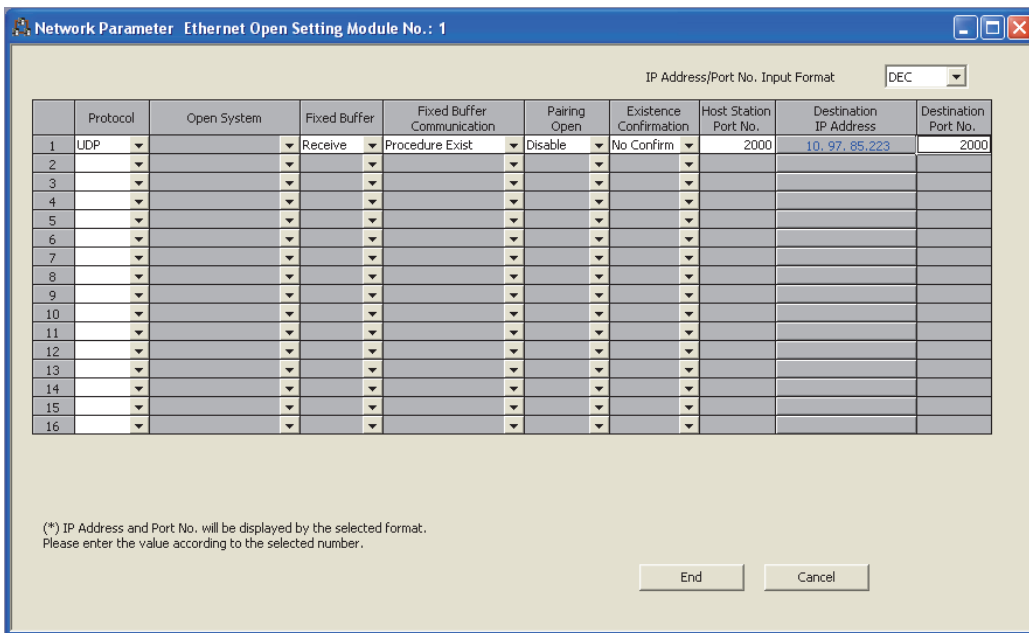 Network Parameter Ethernet Open Setting Module No.: 1
IP Address/Port No. Input Format DEC
Protocol Open System Fixed Buffer Fixed Buffer Communication Pairing Open Existence Confirmation Host Station Port No. Destination IP Address Destination Port No.
1 UDP Receive Procedure Exist Disable No Confirm 2000 10. 97. 85.223 2000
2
3
4
5
6
7
8
9
10
11
12
13
14
15
16
(*) IP Address and Port No. will be displayed by the selected format.
Please enter the value according to the selected number.
End Cancel